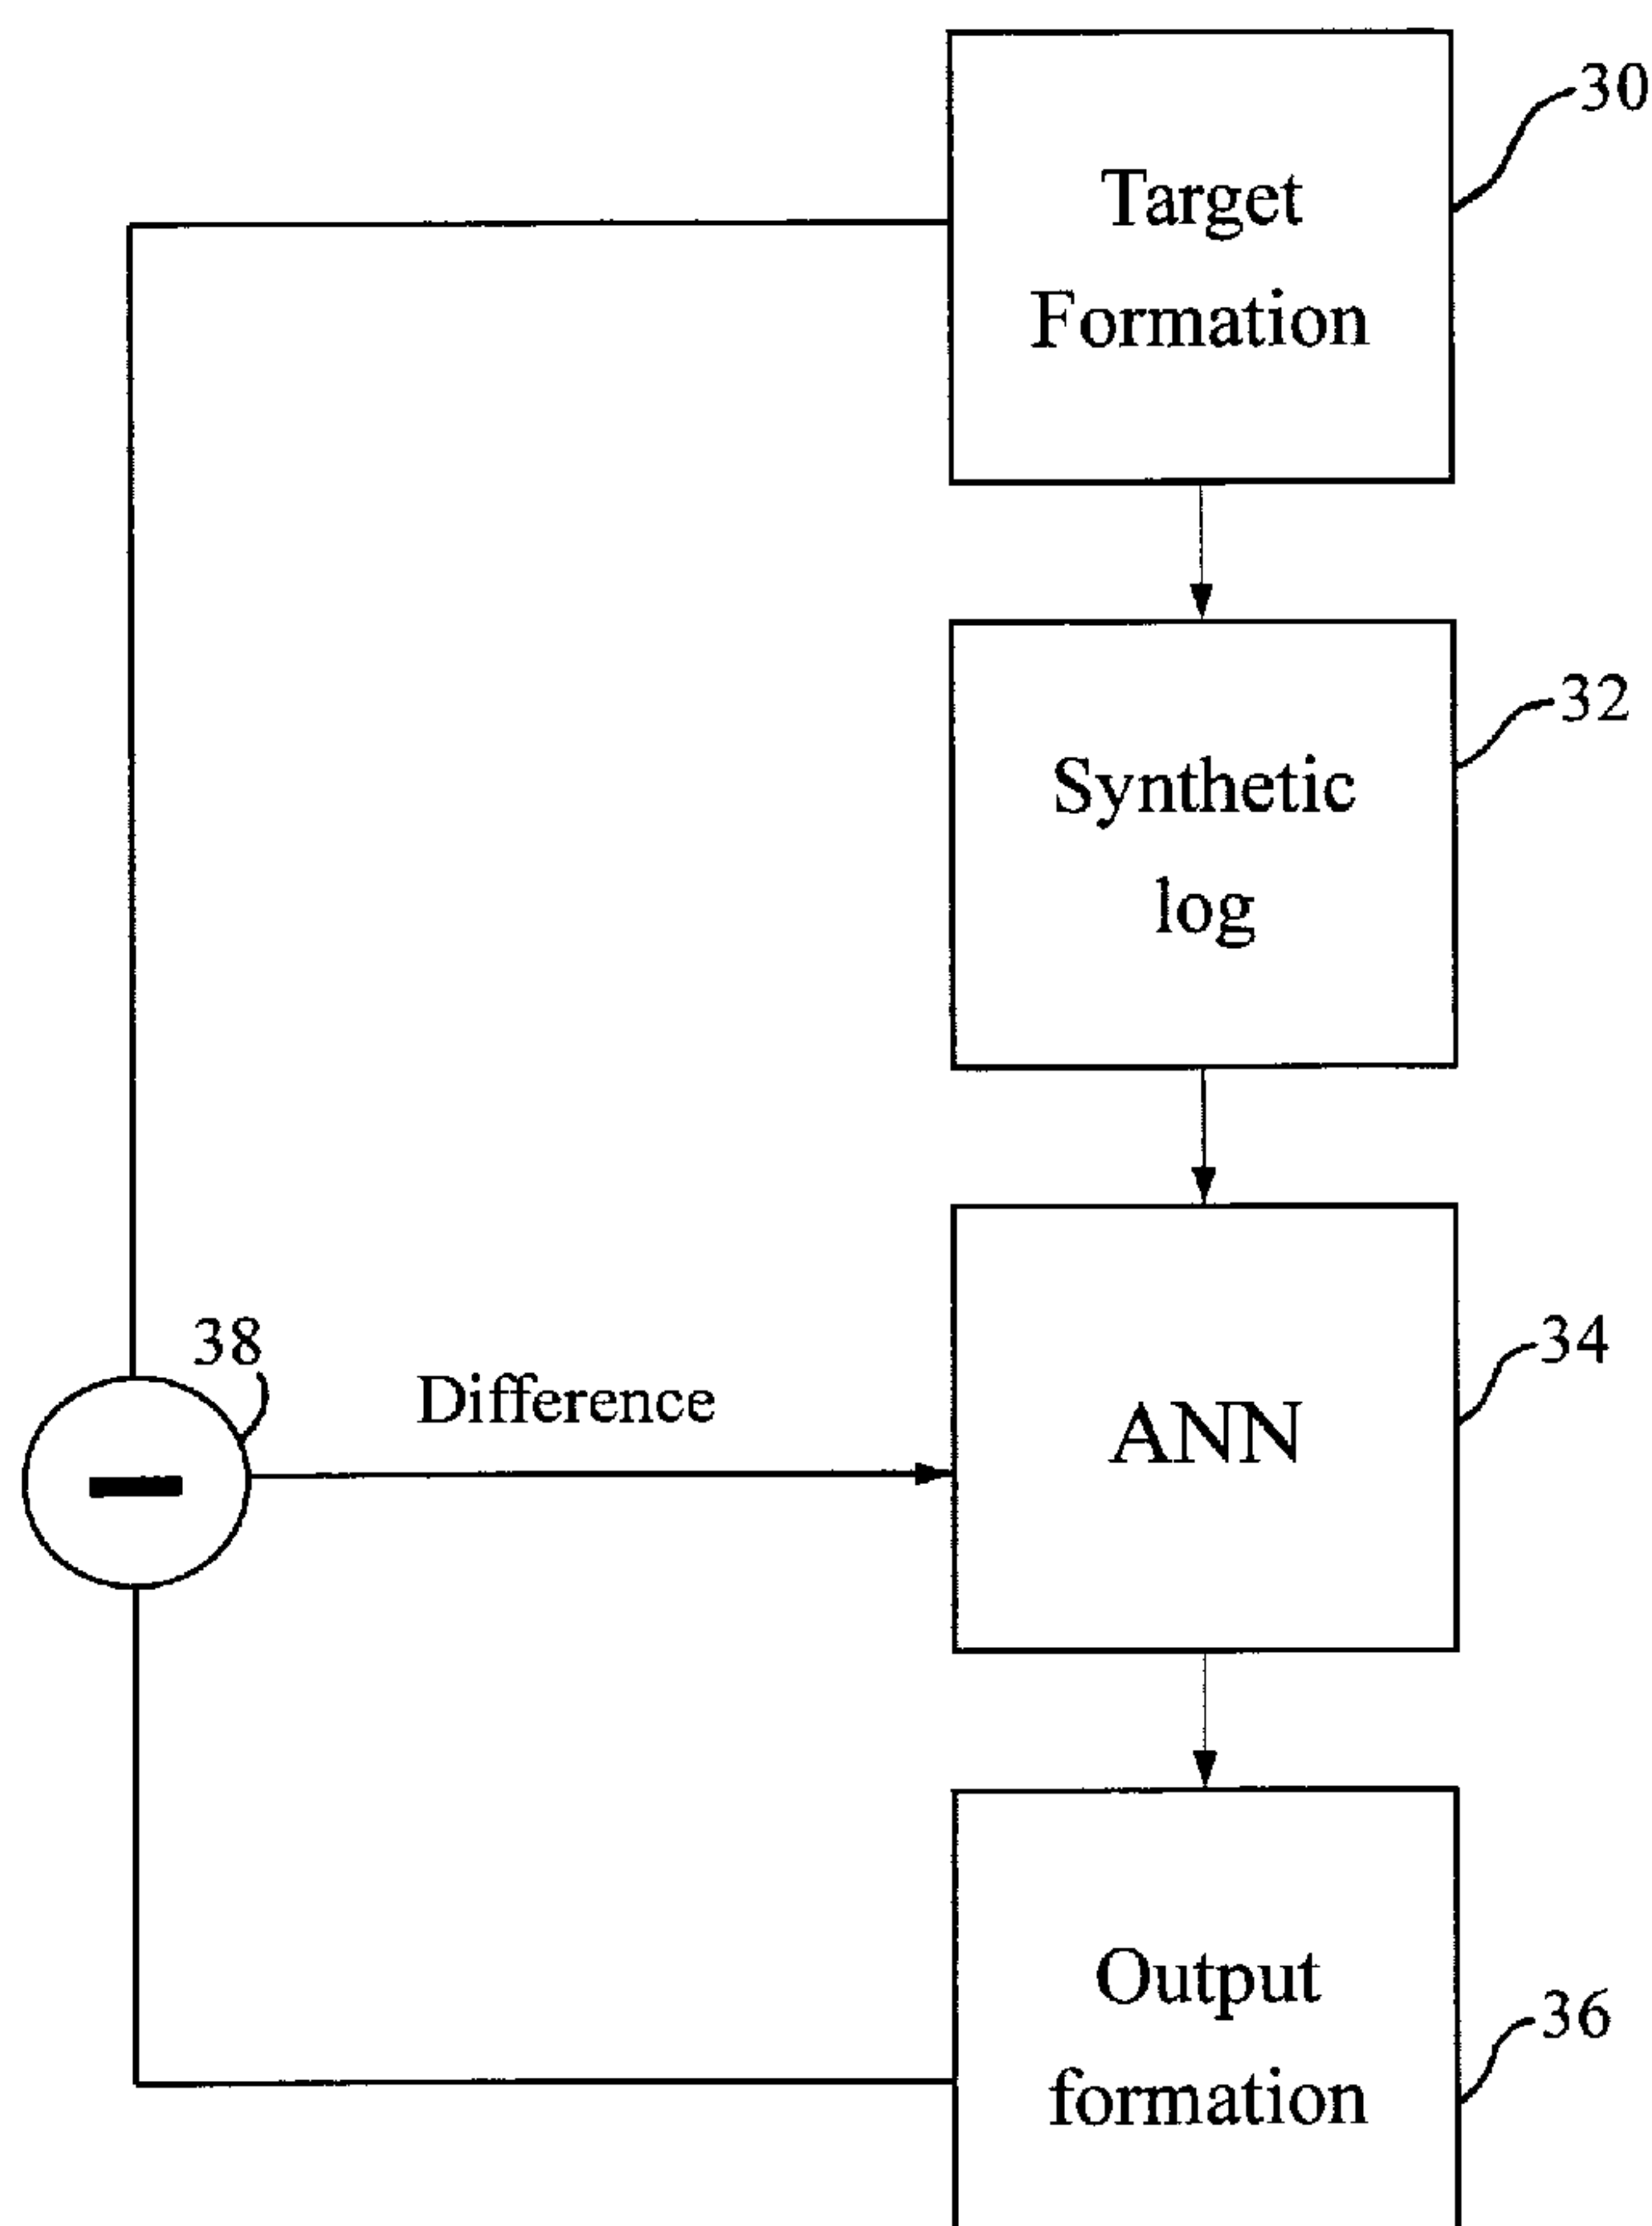 30
Target
Formation
32
Synthetic
log
38
Difference
34
ANN
Output
36
formation